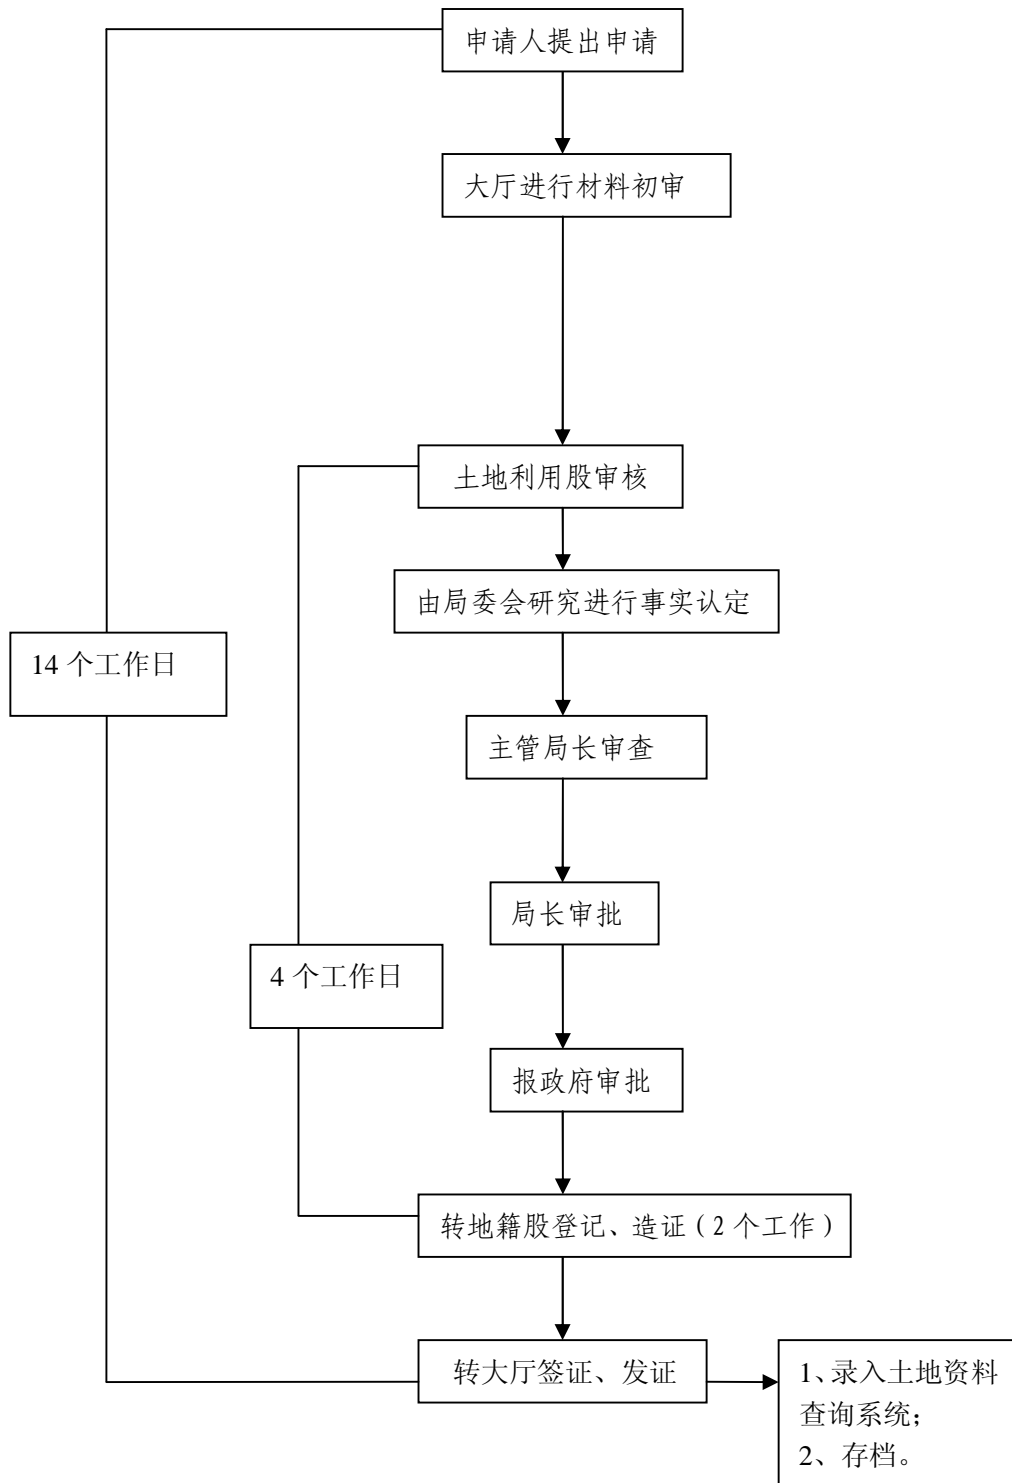 申请人提出申请
大厅进行材料初审
土地利用股审核
由局委会研究进行事实认定
14 个工作日
主管局长审查
局长审批
4 个工作日
报政府审批
转地籍股登记、造证（2 个工作）
转大厅签证、发证
1、录入土地资料
查询系统；
2、存档。